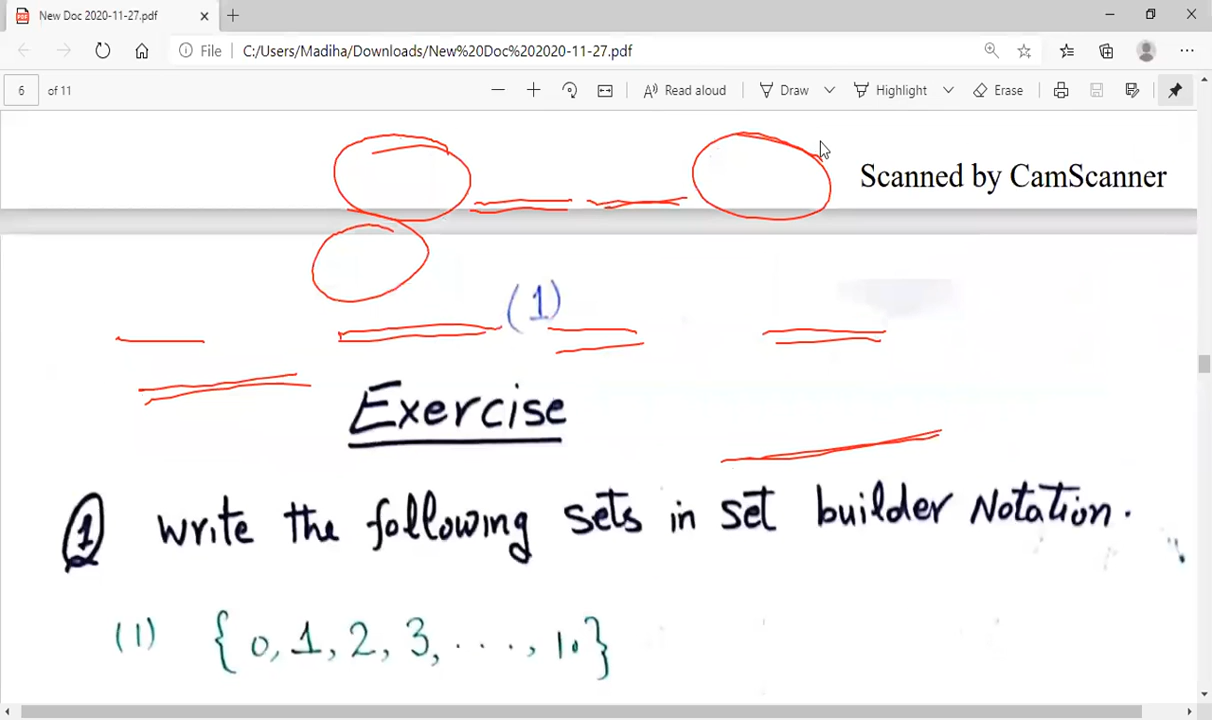 New Doc 2020-11-27.pdf
File C:/Users/Madiha/Downloads/New%20Doc%202020-11-27.pdf
6 of 11 Read aloud Draw Highlight Erase
Scanned by CamScanner
(1)
Exercise
Q1 Write the following sets in set builder Notation.
(1) { 0, 1, 2, 3, ...., 10}